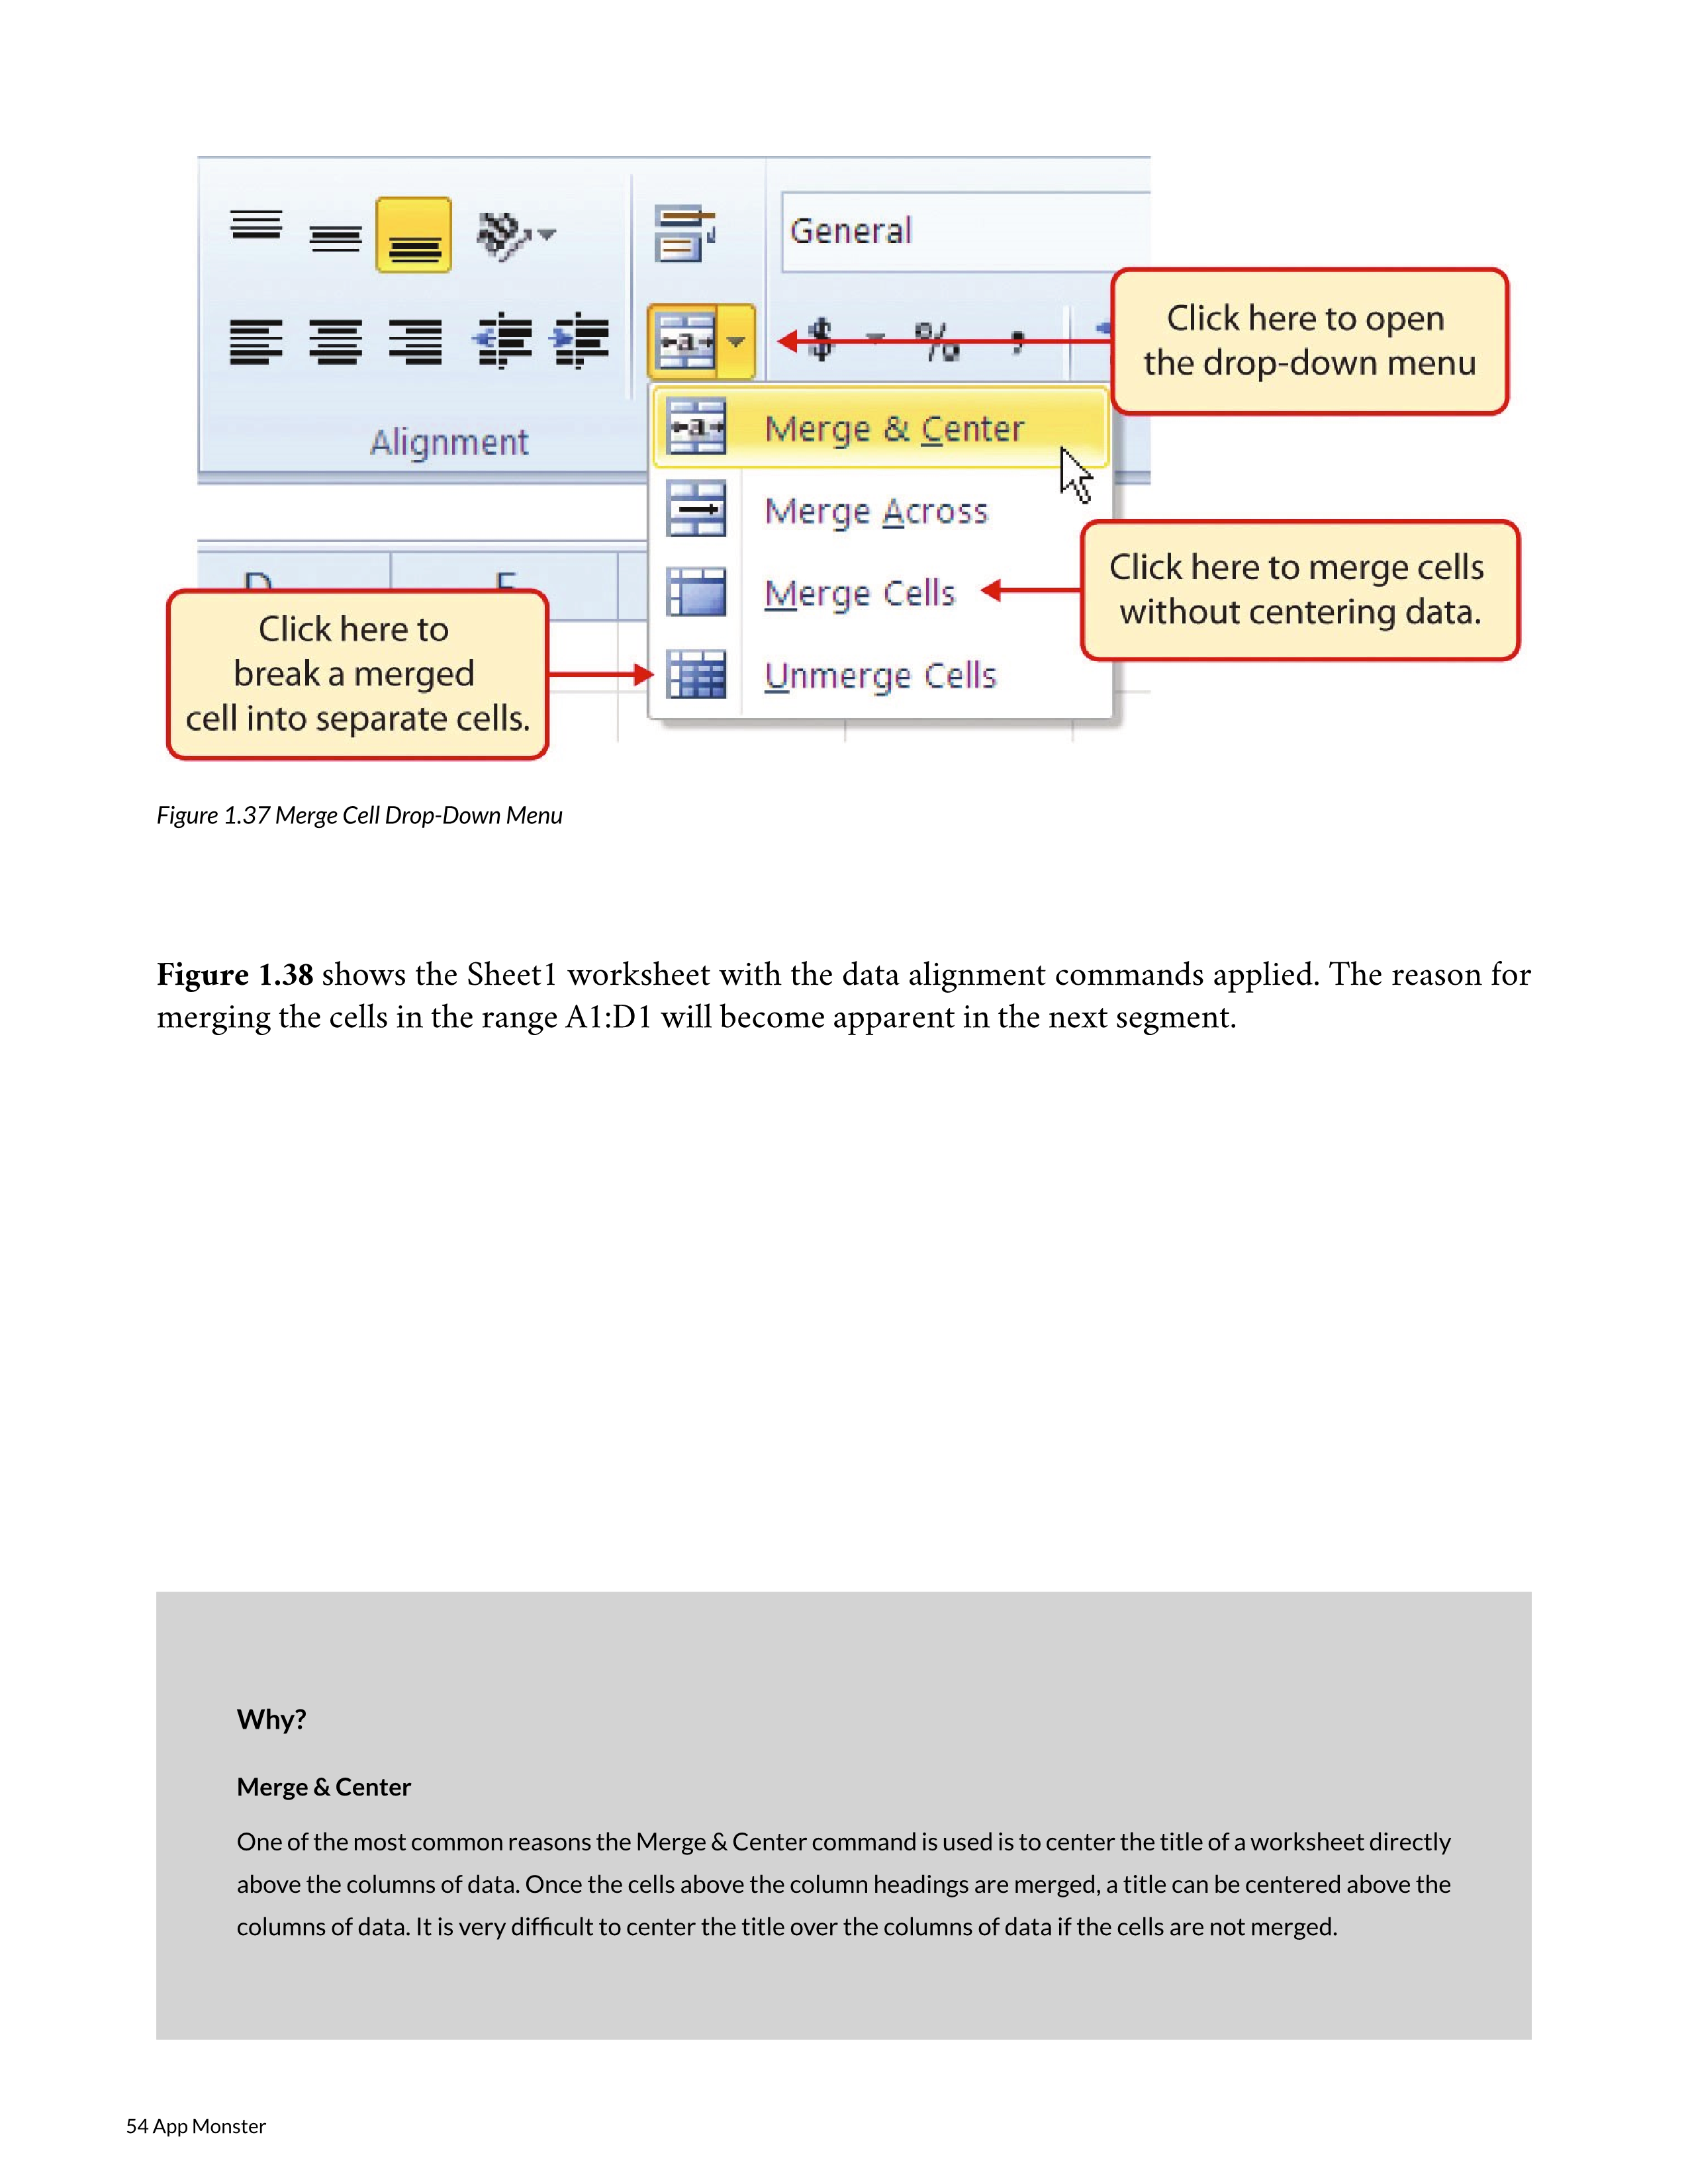 General
$ % ,
Click here to open
the drop-down menu
Alignment
Merge & Center
Merge Across
Merge Cells
Unmerge Cells
Click here to merge cells
without centering data.
D E
Click here to
break a merged
cell into separate cells.
Figure 1.37 Merge Cell Drop-Down Menu
Figure 1.38 shows the Sheet1 worksheet with the data alignment commands applied. The reason for
merging the cells in the range A1:D1 will become apparent in the next segment.
Why?
Merge & Center
One of the most common reasons the Merge & Center command is used is to center the title of a worksheet directly
above the columns of data. Once the cells above the column headings are merged, a title can be centered above the
columns of data. It is very difficult to center the title over the columns of data if the cells are not merged.
54 App Monster